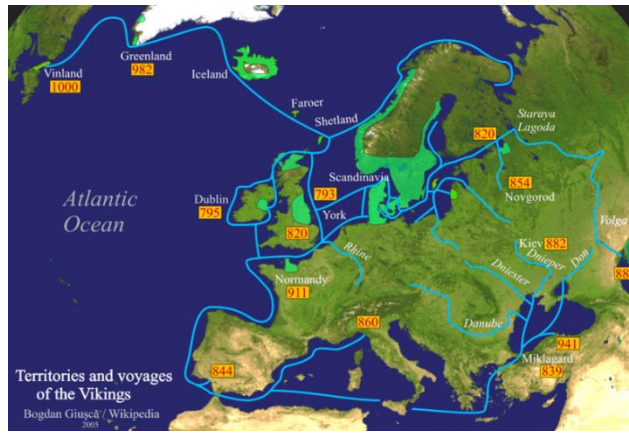 Greenland
982
Vinland
1000
Iceland
Faroer
Shetland
Staraya
Lagoda
820
Scandinavia
793
854
Novgorod
Dublin
795
Atlantic
Ocean
York
820
Volga
Rhine
Kiev 882
Dnieper
Don
Dniester
88
Normandy
911
Danube
860
941
Miklagard
839
844
Territories and voyages
of the Vikings
Bogdan Giuşcă / Wikipedia
2005